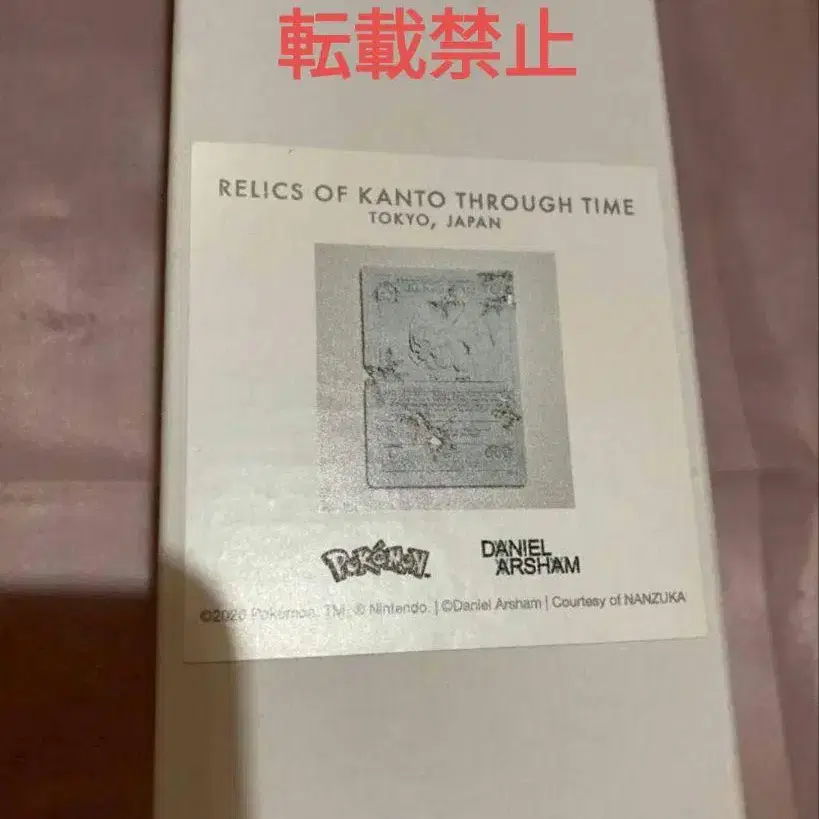 転載禁止
RELICS OF KANTO THROUGH TIME
TOKYO, JAPAN
POKéMON
DANIEL
ARSHAM
©2020 Pokémon. TM, ® Nintendo. | ©Daniel Arsham | Courtesy of NANZUKA